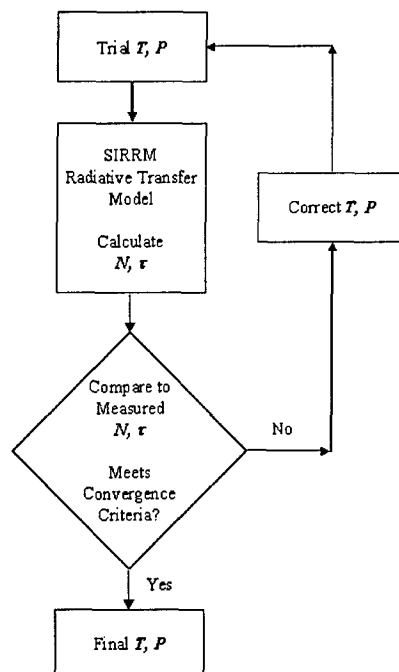 Trial T, P
SIRRM
Radiative Transfer
Model
Calculate
N, τ
Correct T, P
Compare to
Measured
N, τ
Meets
Convergence
Criteria?
No
Yes
Final T, P